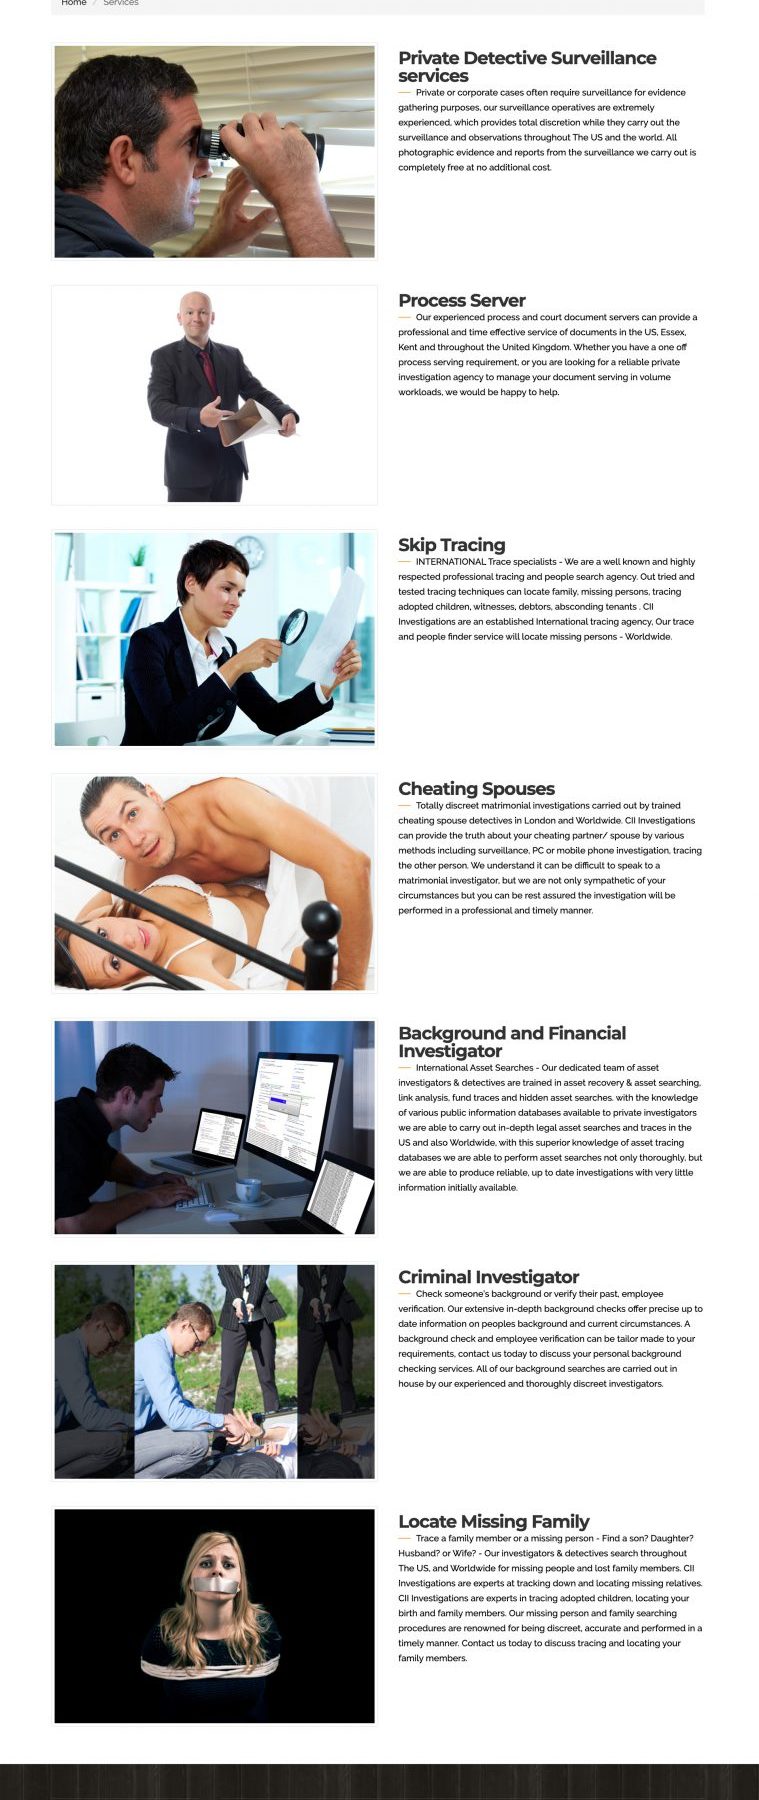 Home / Services
Private Detective Surveillance
services
Private or corporate cases often require surveillance for evidence
gathering purposes, our surveillance operatives are extremely
experienced, which provides total discretion while they carry out the
surveillance and observations throughout The US and the world. All
photographic evidence and reports from the surveillance we carry out is
completely free at no additional cost.
Process Server
Our experienced process and court document servers can provide a
professional and time effective service of documents in the US, Essex,
Kent and throughout the United Kingdom. Whether you have a one off
process serving requirement, or you are looking for a reliable private
investigation agency to manage your document serving in volume
workloads, we would be happy to help.
Skip Tracing
INTERNATIONAL Trace specialists - We are a well known and highly
respected professional tracing and people search agency. Out tried and
tested tracing techniques can locate family, missing persons, tracing
adopted children, witnesses, debtors, absconding tenants . CII
Investigations are an established International tracing agency, Our trace
and people finder service will locate missing persons - Worldwide.
Cheating Spouses
Totally discreet matrimonial investigations carried out by trained
cheating spouse detectives in London and Worldwide. CII Investigations
can provide the truth about your cheating partner/ spouse by various
methods including surveillance, PC or mobile phone investigation, tracing
the other person. We understand it can be difficult to speak to a
matrimonial investigator, but we are not only sympathetic of your
circumstances but you can be rest assured the investigation will be
performed in a professional and timely manner.
Background and Financial
Investigator
International Asset Searches - Our dedicated team of asset
investigators & detectives are trained in asset recovery & asset searching,
link analysis, fund traces and hidden asset searches. with the knowledge
of various public information databases available to private investigators
we are able to carry out in-depth legal asset searches and traces in the
US and also Worldwide, with this superior knowledge of asset tracing
databases we are able to perform asset searches not only thoroughly, but
we are able to produce reliable, up to date investigations with very little
information initially available.
Criminal Investigator
Check someone's background or verify their past, employee
verification. Our extensive in-depth background checks offer precise up to
date information on peoples background and current circumstances. A
background check and employee verification can be tailor made to your
requirements, contact us today to discuss your personal background
checking services. All of our background searches are carried out in
house by our experienced and thoroughly discreet investigators.
Locate Missing Family
Trace a family member or a missing person - Find a son? Daughter?
Husband? or Wife? - Our investigators & detectives search throughout
The US, and Worldwide for missing people and lost family members. CII
Investigations are experts at tracking down and locating missing relatives.
CII Investigations are experts in tracing adopted children, locating your
birth and family members. Our missing person and family searching
procedures are renowned for being discreet, accurate and performed in a
timely manner. Contact us today to discuss tracing and locating your
family members.